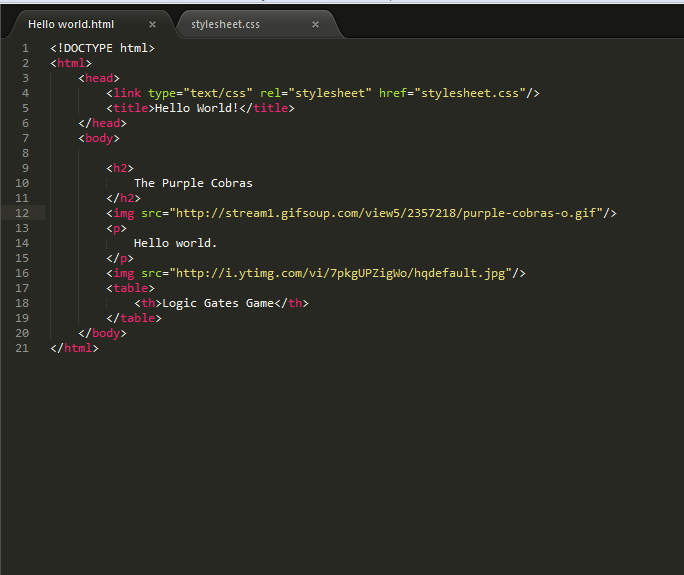 Hello world.html × stylesheet.css ×
1 <!DOCTYPE html>
2 <html>
3     <head>
4         <link type="text/css" rel="stylesheet" href="stylesheet.css"/>
5         <title>Hello World!</title>
6     </head>
7     <body>
8
9         <h2>
10             The Purple Cobras
11         </h2>
12         <img src="http://stream1.gifsoup.com/view5/2357218/purple-cobras-o.gif"/>
13         <p>
14             Hello world.
15         </p>
16         <img src="http://i.ytimg.com/vi/7pkgUPZigWo/hqdefault.jpg"/>
17         <table>
18             <th>Logic Gates Game</th>
19         </table>
20     </body>
21 </html>